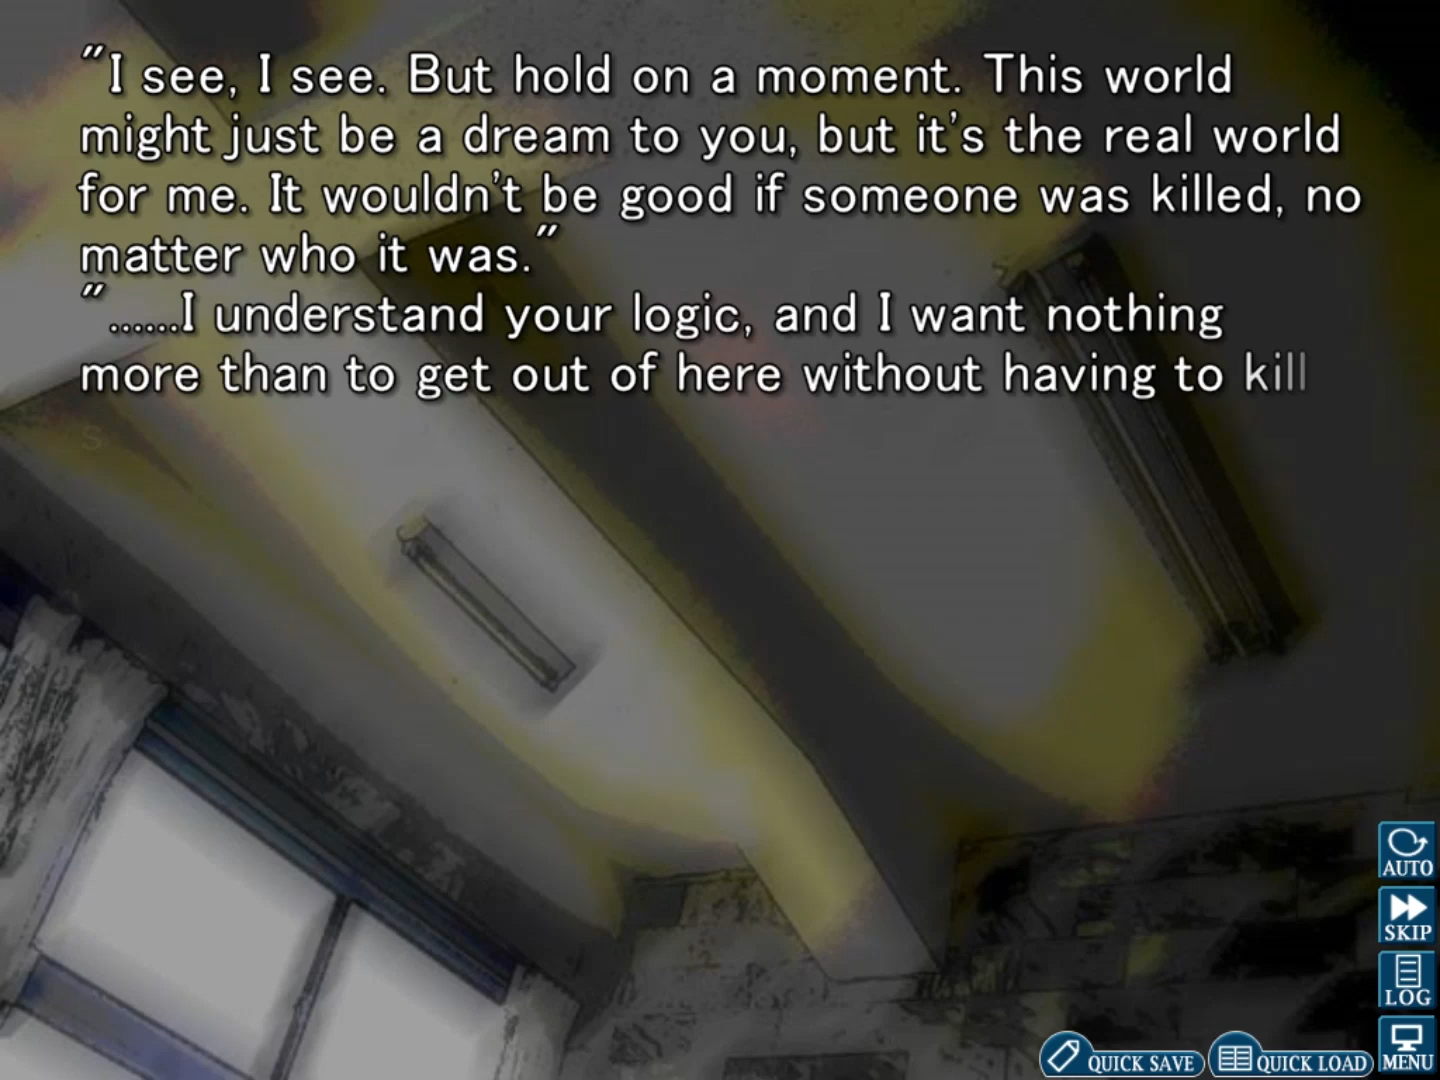 "I see, I see. But hold on a moment. This world
might just be a dream to you, but it's the real world
for me. It wouldn't be good if someone was killed, no
matter who it was."
"......I understand your logic, and I want nothing
more than to get out of here without having to kill
s
AUTO
SKIP
LOG
QUICK SAVE
QUICK LOAD
MENU